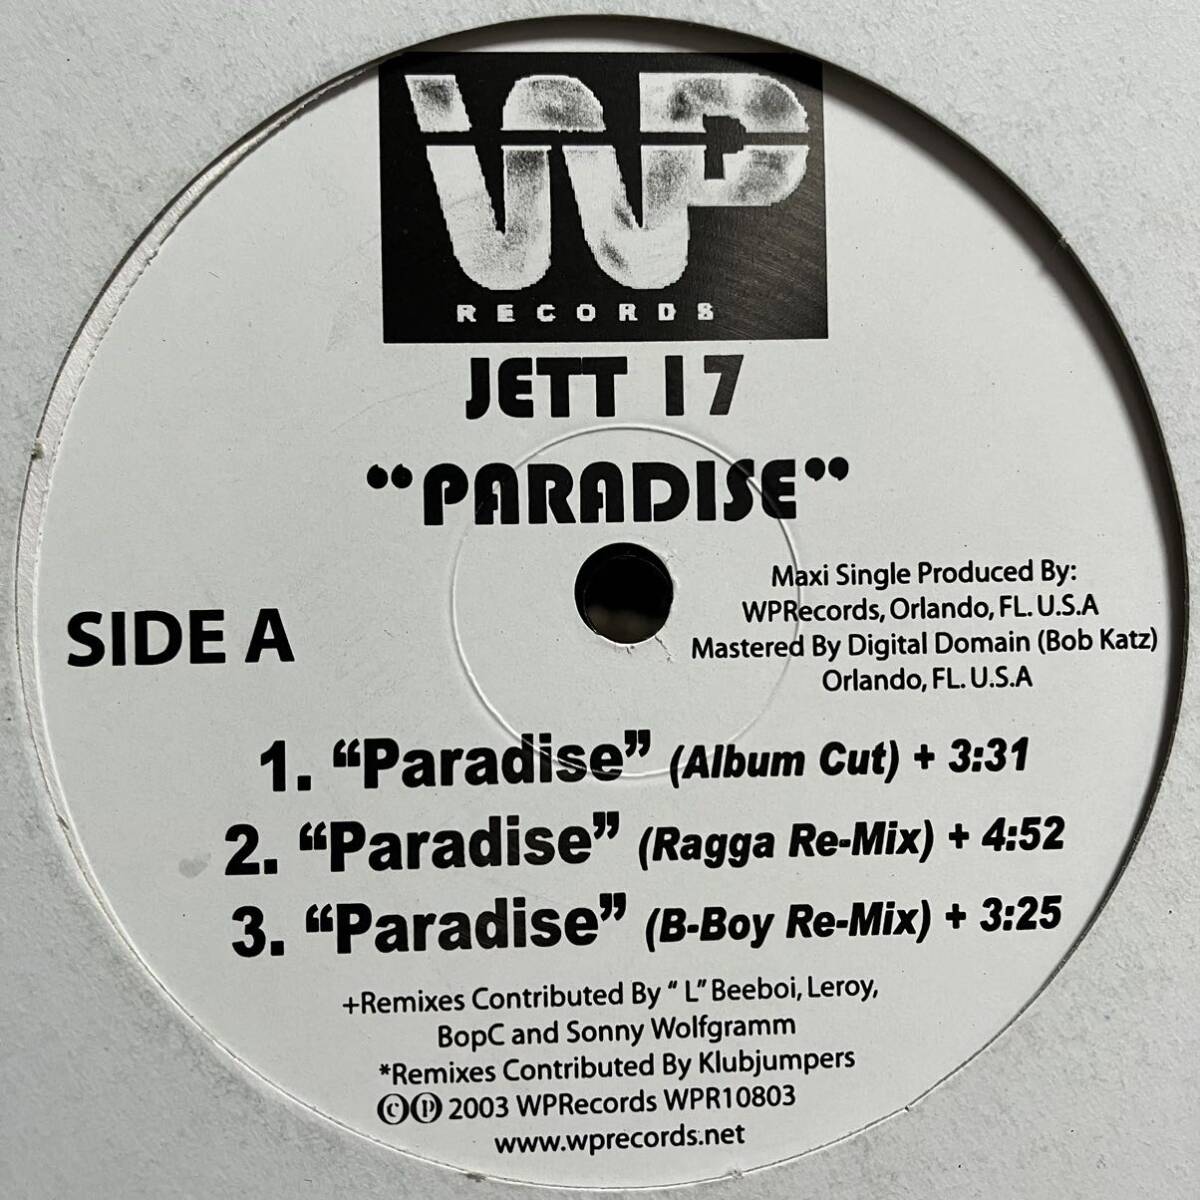 WP
RECORDS
JETT 17
“PARADISE”
SIDE A
Maxi Single Produced By:
WPRecords, Orlando, FL. U.S.A
Mastered By Digital Domain (Bob Katz)
Orlando, FL. U.S.A
1. “Paradise” (Album Cut) + 3:31
2. “Paradise” (Ragga Re-Mix) + 4:52
3. “Paradise” (B-Boy Re-Mix) + 3:25
+Remixes Contributed By “ L” Beeboi, Leroy,
BopC and Sonny Wolfgramm
*Remixes Contributed By Klubjumpers
©℗ 2003 WPRecords WPR10803
www.wprecords.net